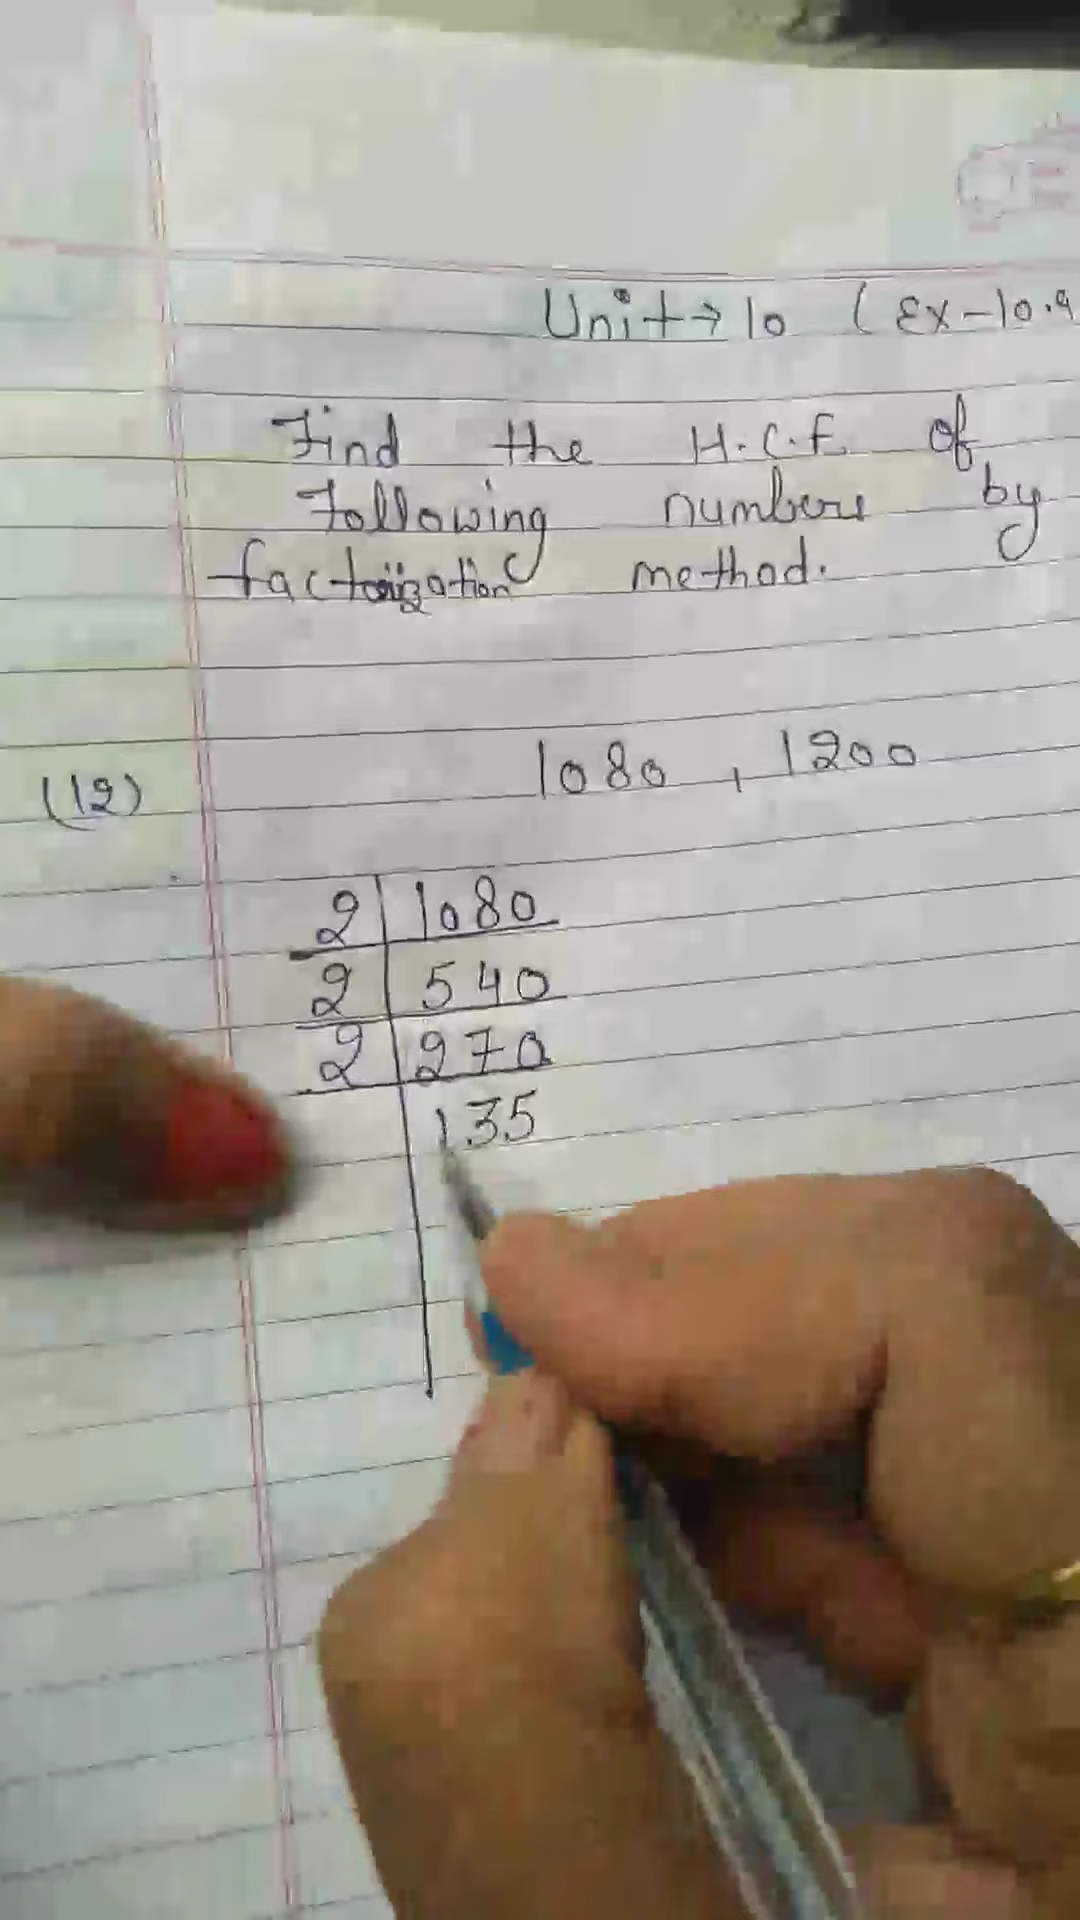 Unit → 10 (Ex-10.9
Find the H.C.F. of
Following numbers by
factorization method.
(12) 1080 , 1200
2 | 1080
2 | 540
2 | 270
135